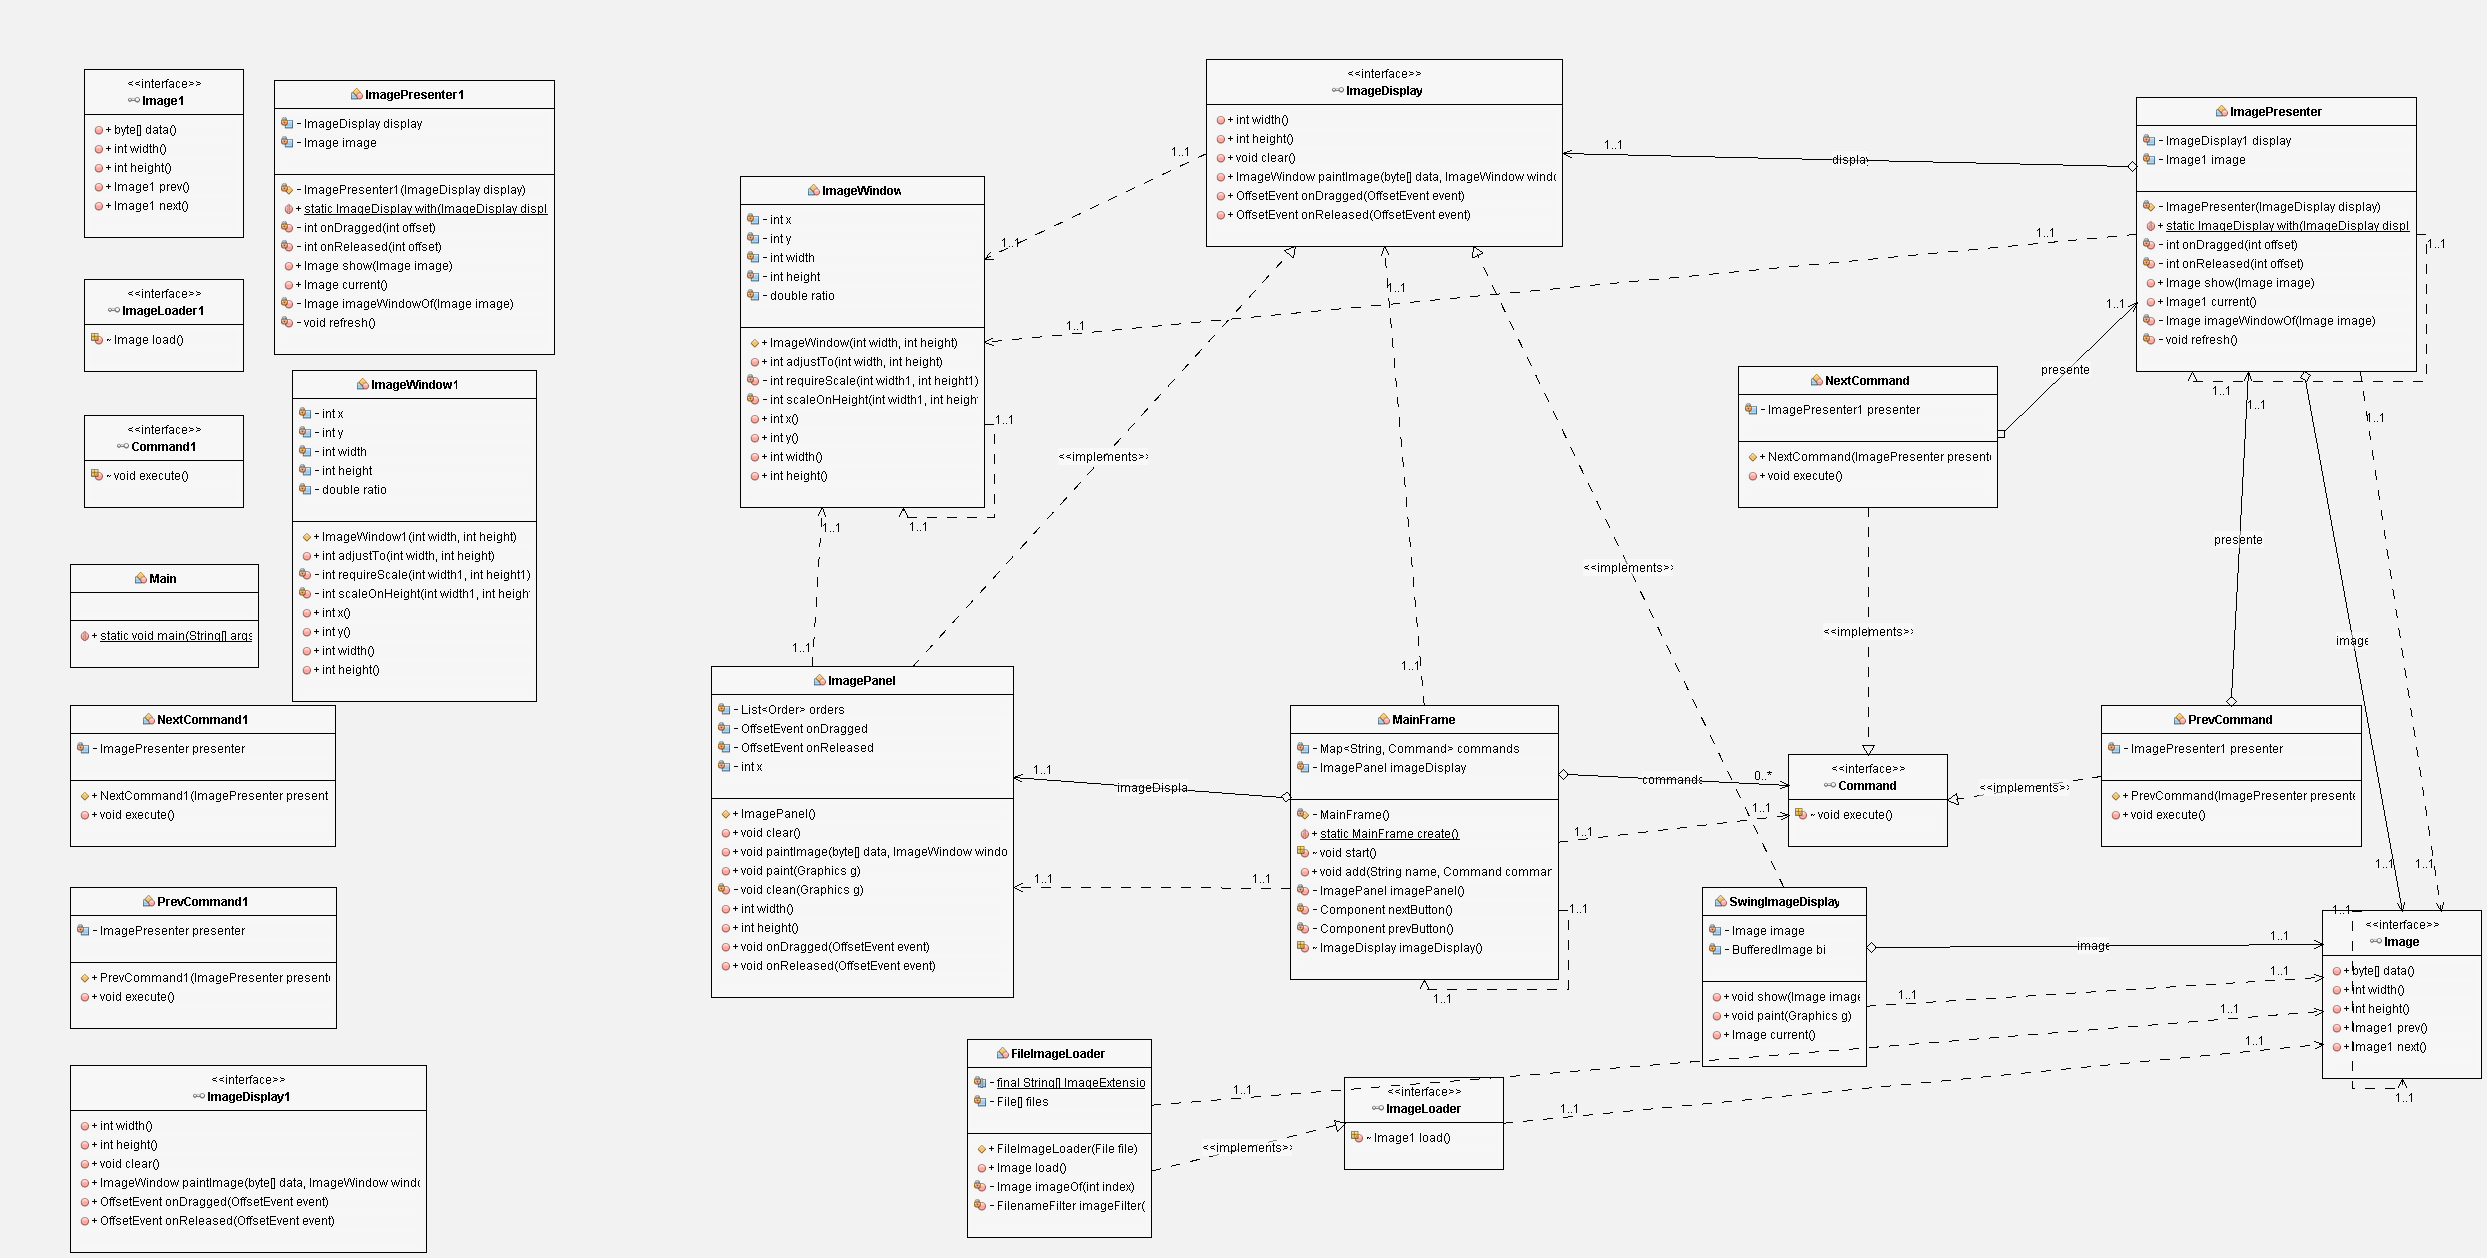 <<interface>>
Image1
+ byte[] data()
+ int width()
+ int height()
+ Image1 prev()
+ Image1 next()
<<interface>>
ImageLoader1
~ Image load()
<<interface>>
Command1
~ void execute()
Main
+ static void main(String[] args
NextCommand1
- ImagePresenter presenter
+ NextCommand1(ImagePresenter present
+ void execute()
PrevCommand1
- ImagePresenter presenter
+ PrevCommand1(ImagePresenter present
+ void execute()
<<interface>>
ImageDisplay1
+ int width()
+ int height()
+ void clear()
+ ImageWindow paintImage(byte[] data, ImageWindow wind
+ OffsetEvent onDragged(OffsetEvent event)
+ OffsetEvent onReleased(OffsetEvent event)
ImagePresenter1
- ImageDisplay display
- Image image
- ImagePresenter1(ImageDisplay display)
+ static ImageDisplay with(ImageDisplay displ
- int onDragged(int offset)
- int onReleased(int offset)
+ Image show(Image image)
+ Image current()
- Image imageWindowOf(Image image)
- void refresh()
ImageWindow1
- int x
- int y
- int width
- int height
- double ratio
+ ImageWindow1(int width, int height)
+ int adjustTo(int width, int height)
- int requireScale(int width1, int height1)
- int scaleOnHeight(int width1, int heigh
+ int x()
+ int y()
+ int width()
+ int height()
ImageWindow
- int x
- int y
- int width
- int height
- double ratio
+ ImageWindow(int width, int height)
+ int adjustTo(int width, int height)
- int requireScale(int width1, int height1)
- int scaleOnHeight(int width1, int heigh
+ int x()
+ int y()
+ int width()
+ int height()
1..1
1..1
1..1
1..1
1..1
1..1
<<interface>>
ImageDisplay
+ int width()
+ int height()
+ void clear()
+ ImageWindow paintImage(byte[] data, ImageWindow wind
+ OffsetEvent onDragged(OffsetEvent event)
+ OffsetEvent onReleased(OffsetEvent event)
1..1
displa
1..1
1..1
1..1
1..1
<<implements>>
<<implements>>
ImagePresenter
- ImageDisplay1 display
- Image1 image
- ImagePresenter(ImageDisplay display)
+ static ImageDisplay with(ImageDisplay displ
- int onDragged(int offset)
- int onReleased(int offset)
+ Image show(Image image)
+ Image1 current()
- Image imageWindowOf(Image image)
- void refresh()
1..1
1..1
1..1
presente
1..1
presente
1..1
image
1..1
1..1
NextCommand
- ImagePresenter1 presenter
+ NextCommand(ImagePresenter present
+ void execute()
<<implements>>
ImagePanel
- List<Order> orders
- OffsetEvent onDragged
- OffsetEvent onReleased
- int x
+ ImagePanel()
+ void clear()
+ void paintImage(byte[] data, ImageWindow windo
+ void paint(Graphics g)
- void clean(Graphics g)
+ int width()
+ int height()
+ void onDragged(OffsetEvent event)
+ void onReleased(OffsetEvent event)
1..1
imageDispla
1..1
1..1
MainFrame
- Map<String, Command> commands
- ImagePanel imageDisplay
- MainFrame()
+ static MainFrame create()
~ void start()
+ void add(String name, Command commar
- ImagePanel imagePanel()
- Component nextButton()
- Component prevButton()
~ ImageDisplay imageDisplay()
1..1
1..1
command
0..*
1..1
1..1
<<interface>>
Command
~ void execute()
<<implements>>
PrevCommand
- ImagePresenter1 presenter
+ PrevCommand(ImagePresenter present
+ void execute()
SwingImageDisplay
- Image image
- BufferedImage bi
+ void show(Image image
+ void paint(Graphics g)
+ Image current()
image
1..1
1..1
1..1
1..1
1..1
1..1
1..1
<<interface>>
Image
+ byte[] data()
+ int width()
+ int height()
+ Image1 prev()
+ Image1 next()
1..1
FileImageLoader
- final String[] ImageExtensio
- File[] files
+ FileImageLoader(File file)
+ Image load()
- Image imageOf(int index)
- FilenameFilter imageFilter(
1..1
<<implements>>
<<interface>>
ImageLoader
~ Image1 load()
1..1